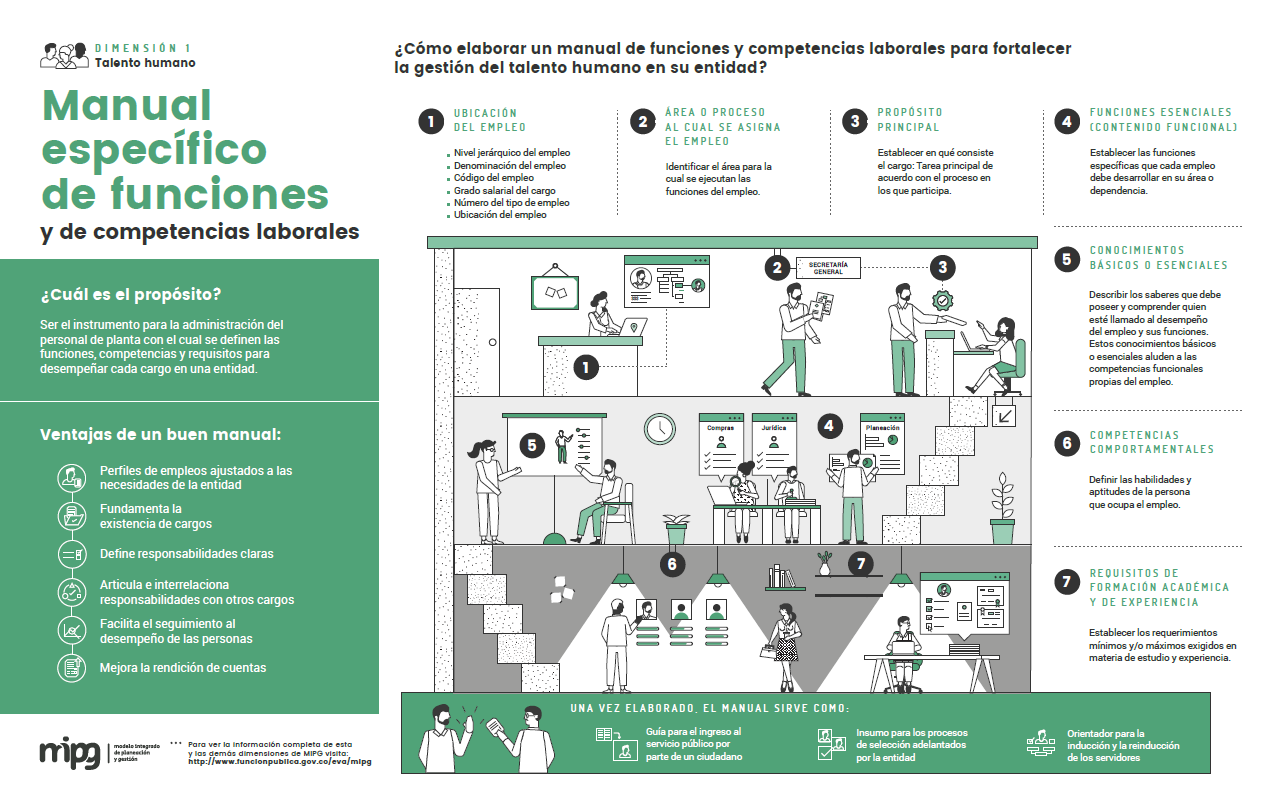 DIMENSIÓN 1
Talento humano
Manual
específico
de funciones
y de competencias laborales
¿Cuál es el propósito?
Ser el instrumento para la administración del
personal de planta con el cual se definen las
funciones, competencias y requisitos para
desempeñar cada cargo en una entidad.
Ventajas de un buen manual:
Perfiles de empleos ajustados a las
necesidades de la entidad
Fundamenta la
existencia de cargos
Define responsabilidades claras
Articula e interrelaciona
responsabilidades con otros cargos
Facilita el seguimiento al
desempeño de las personas
Mejora la rendición de cuentas
mipg
modelo integrado
de planeación
y gestión
Para ver la información completa de esta
y las demás dimensiones de MIPG visita:
http://www.funcionpublica.gov.co/eva/mipg
¿Cómo elaborar un manual de funciones y competencias laborales para fortalecer
la gestión del talento humano en su entidad?
1
UBICACIÓN
DEL EMPLEO
Nivel jerárquico del empleo
Denominación del empleo
Código del empleo
Grado salarial del cargo
Número del tipo de empleo
Ubicación del empleo
2
ÁREA O PROCESO
AL CUAL SE ASIGNA
EL EMPLEO
Identificar el área para la
cual se ejecutan las
funciones del empleo.
3
PROPÓSITO
PRINCIPAL
Establecer en qué consiste
el cargo: Tarea principal de
acuerdo con el proceso en
los que participa.
4
FUNCIONES ESENCIALES
(CONTENIDO FUNCIONAL)
Establecer las funciones
específicas que cada empleo
debe desarrollar en su área o
dependencia.
5
CONOCIMIENTOS
BÁSICOS O ESENCIALES
Describir los saberes que debe
poseer y comprender quien
esté llamado al desempeño
del empleo y sus funciones.
Estos conocimientos básicos
o esenciales aluden a las
competencias funcionales
propias del empleo.
6
COMPETENCIAS
COMPORTAMENTALES
Definir las habilidades y
aptitudes de la persona
que ocupa el empleo.
7
REQUISITOS DE
FORMACIÓN ACADÉMICA
Y DE EXPERIENCIA
Establecer los requerimientos
mínimos y/o máximos exigidos en
materia de estudio y experiencia.
2
SECRETARÍA
GENERAL
3
1
5
Compras
Jurídica
4
Planeación
6
7
UNA VEZ ELABORADO, EL MANUAL SIRVE COMO:
Guía para el ingreso al
servicio público por
parte de un ciudadano
Insumo para los procesos
de selección adelantados
por la entidad
Orientador para la
inducción y la reinducción
de los servidores